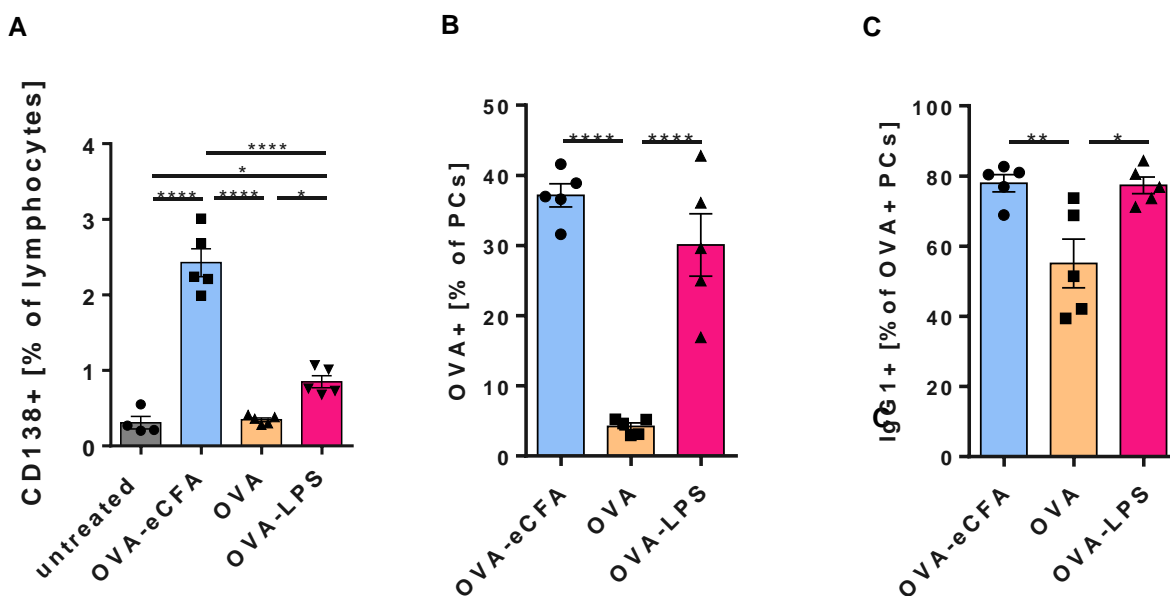 A
CD138+ [% of lymphocytes]
4
3
2
1
0
****
*
**** **** *
untreated
OVA-eCFA
OVA
OVA-LPS
B
OVA+ [% of PCs]
50
40
30
20
10
0
**** ****
OVA-eCFA
OVA
OVA-LPS
C
IgG1+ [% of OVA+ PCs]
C
100
80
60
40
20
0
** *
OVA-eCFA
OVA
OVA-LPS